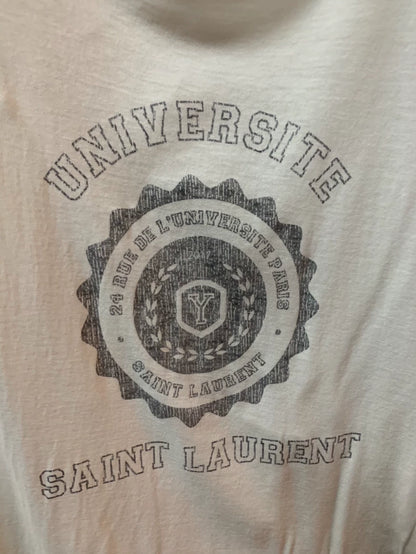 UNIVERSITE
24 RUE DE L'UNIVERSITE PARIS
Y
SAINT LAURENT
SAINT LAURENT